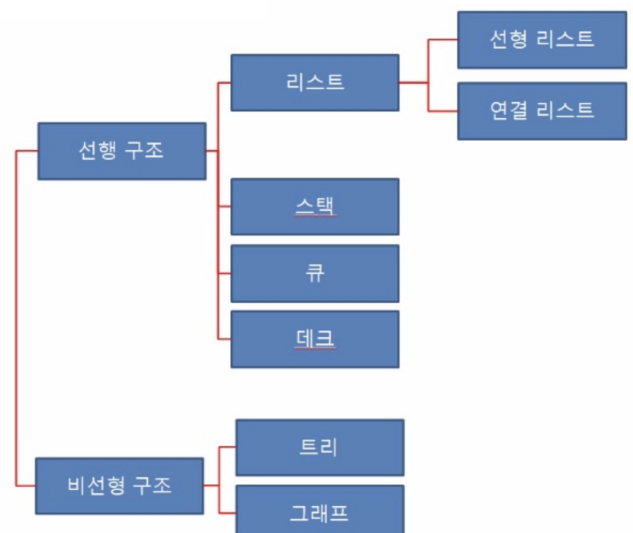 선형 리스트
리스트
연결 리스트
선행 구조
스택
큐
데크
트리
비선형 구조
그래프